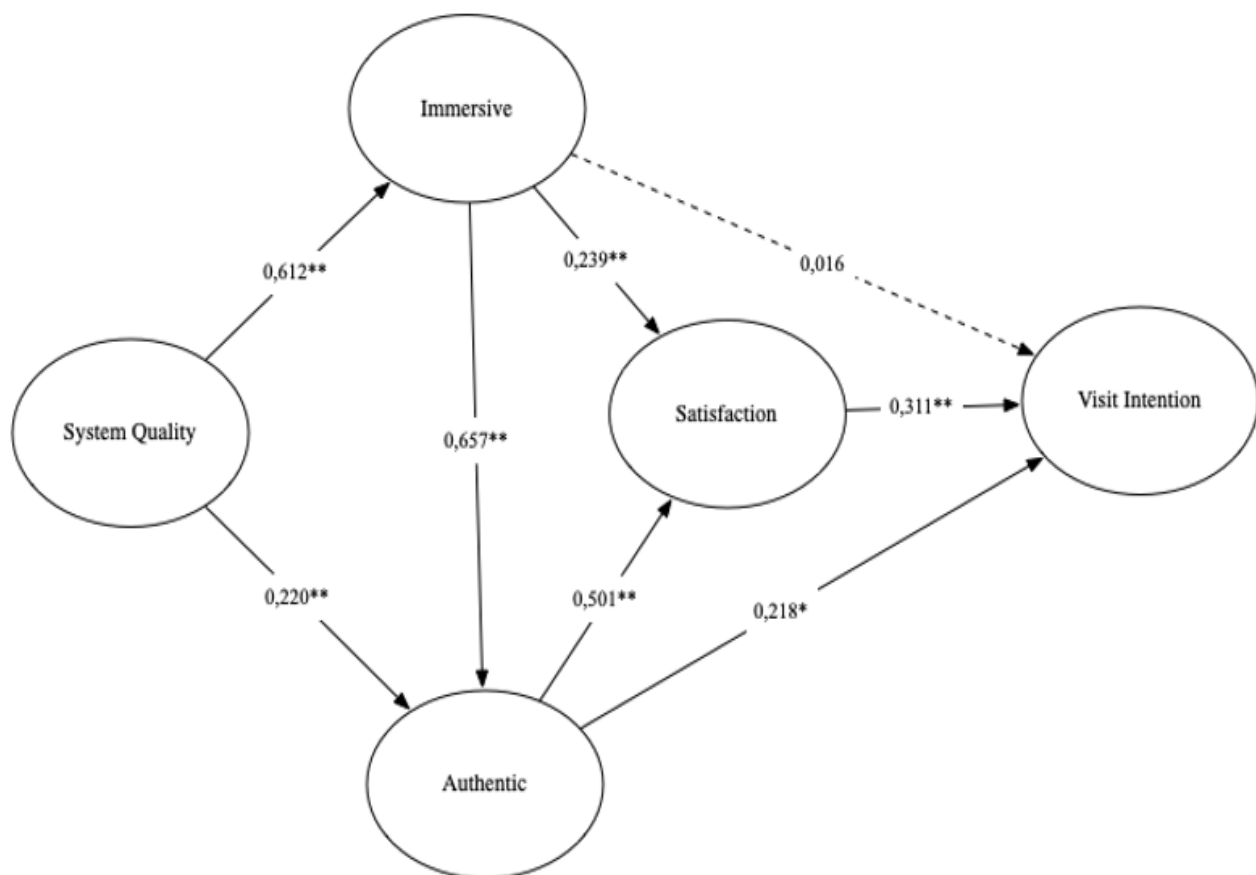 Immersive
0,239**
0,016
0,612**
Satisfaction
0,311**
Visit Intention
System Quality
0,657**
0,220**
0,501**
0,218*
Authentic